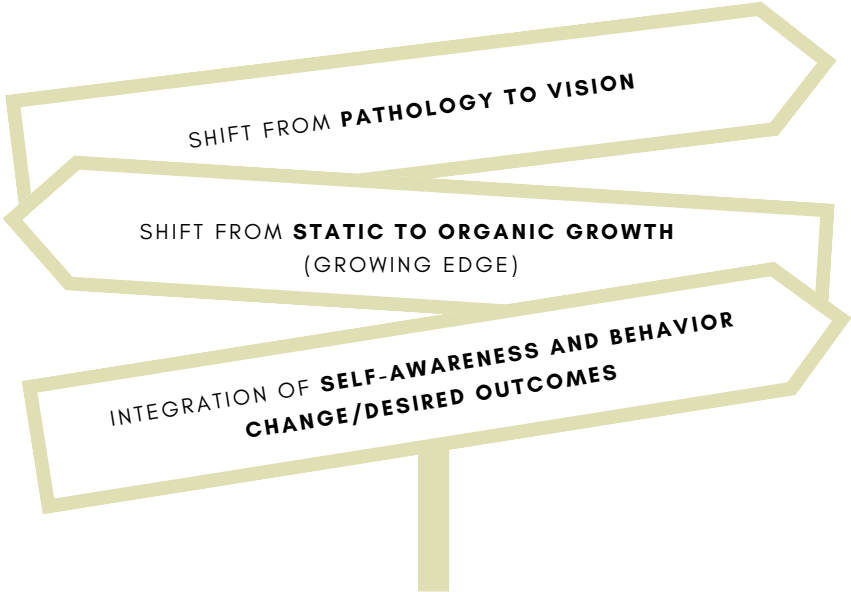 SHIFT FROM PATHOLOGY TO VISION
SHIFT FROM STATIC TO ORGANIC GROWTH
(GROWING EDGE)
INTEGRATION OF SELF-AWARENESS AND BEHAVIOR
CHANGE/DESIRED OUTCOMES